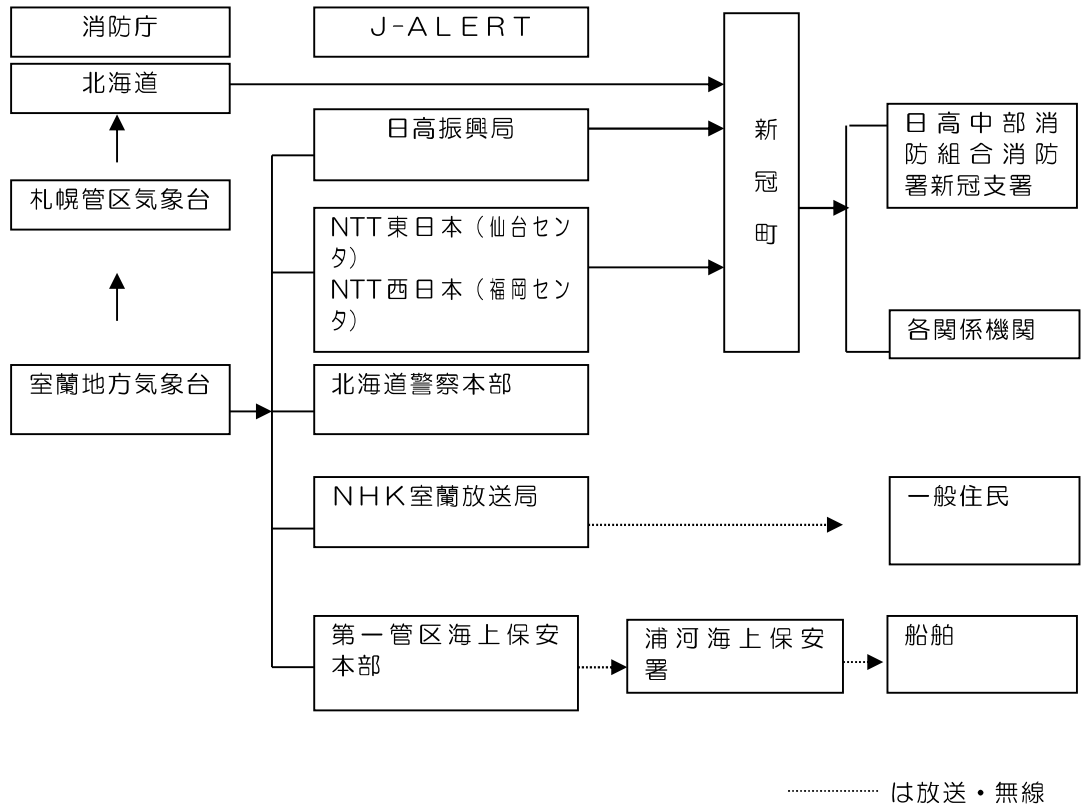 消防庁
Ｊ－ＡＬＥＲＴ
北海道
日高振興局
新
冠
町
日高中部消
防組合消防
署新冠支署
札幌管区気象台
NTT東日本（仙台セン
タ）
NTT西日本（福岡セン
タ）
各関係機関
室蘭地方気象台
北海道警察本部
ＮＨＫ室蘭放送局
一般住民
第一管区海上保安
本部
浦河海上保安
署
船舶
は放送・無線